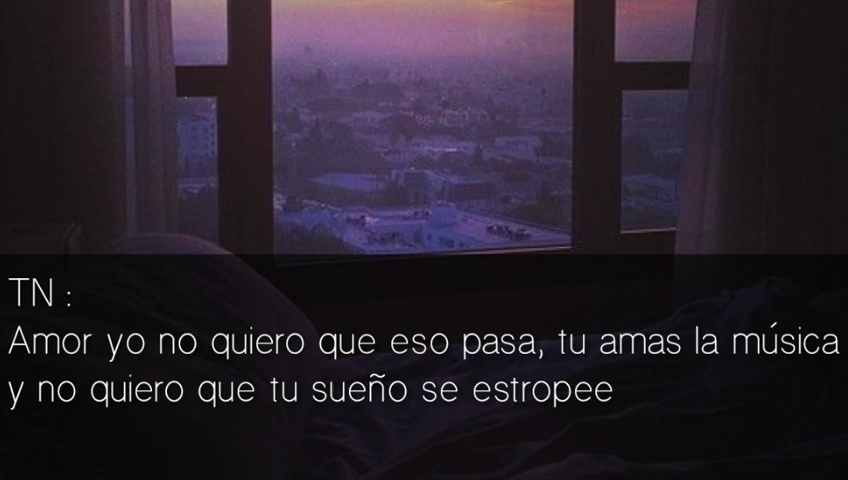 TN :
Amor yo no quiero que eso pasa, tu amas la música
y no quiero que tu sueño se estropee